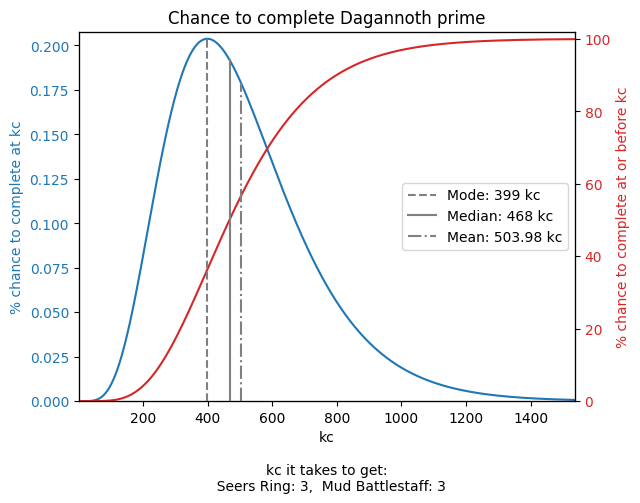 Chance to complete Dagannoth prime
% chance to complete at kc
0.200
0.175
0.150
0.125
0.100
0.075
0.050
0.025
0.000
200
400
600
800
1000
1200
1400
kc
Mode: 399 kc
Median: 468 kc
Mean: 503.98 kc
100
80
60
40
20
0
% chance to complete at or before kc
kc it takes to get:
Seers Ring: 3,  Mud Battlestaff: 3